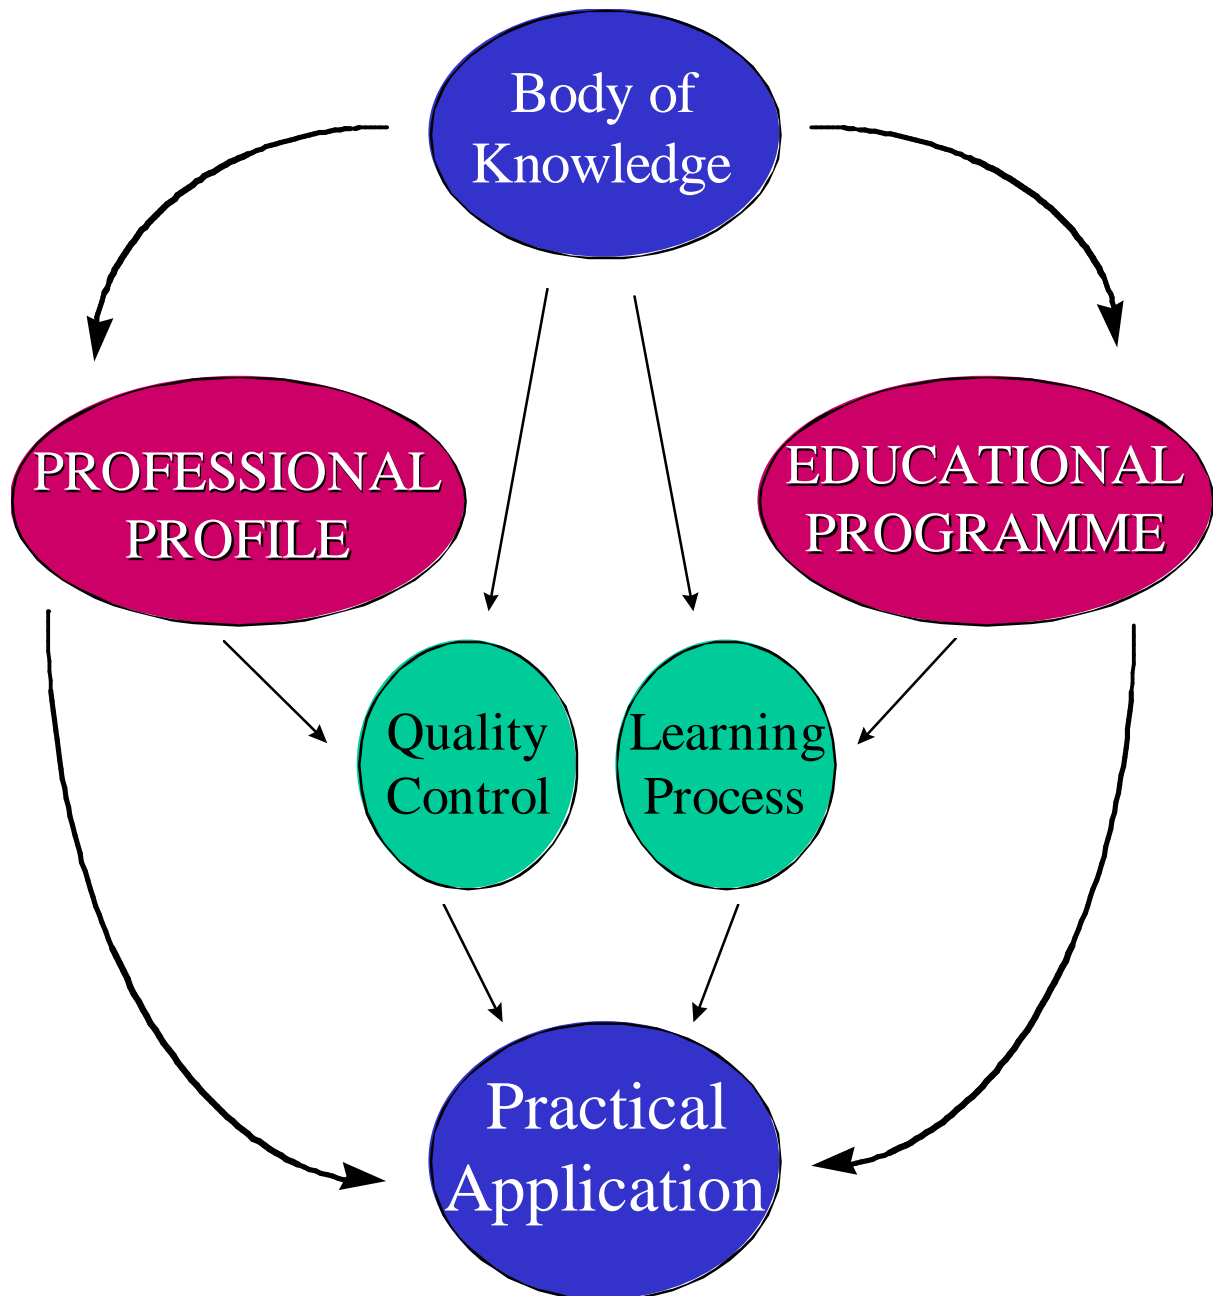 Body of
Knowledge
PROFESSIONAL
PROFILE
EDUCATIONAL
PROGRAMME
Quality
Control
Learning
Process
Practical
Application